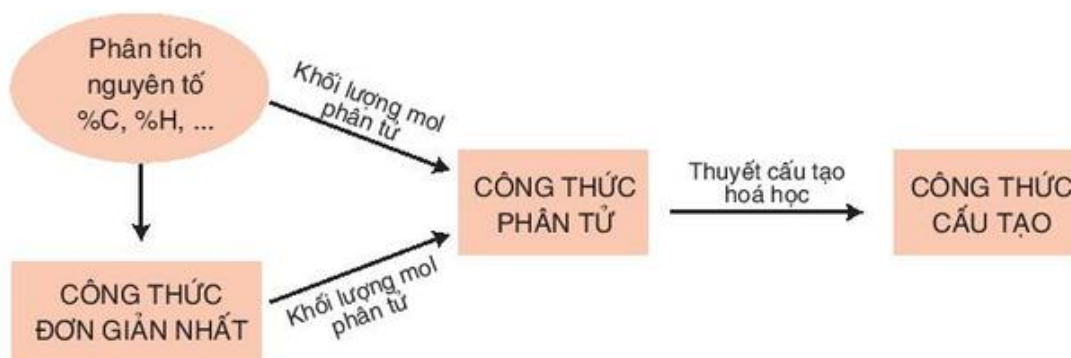 Phân tích
nguyên tố
%C, %H, ...
Khối lượng mol
phân tử
CÔNG THỨC
PHÂN TỬ
Thuyết cấu tạo
hoá học
CÔNG THỨC
CẤU TẠO
CÔNG THỨC
ĐƠN GIẢN NHẤT
Khối lượng mol
phân tử